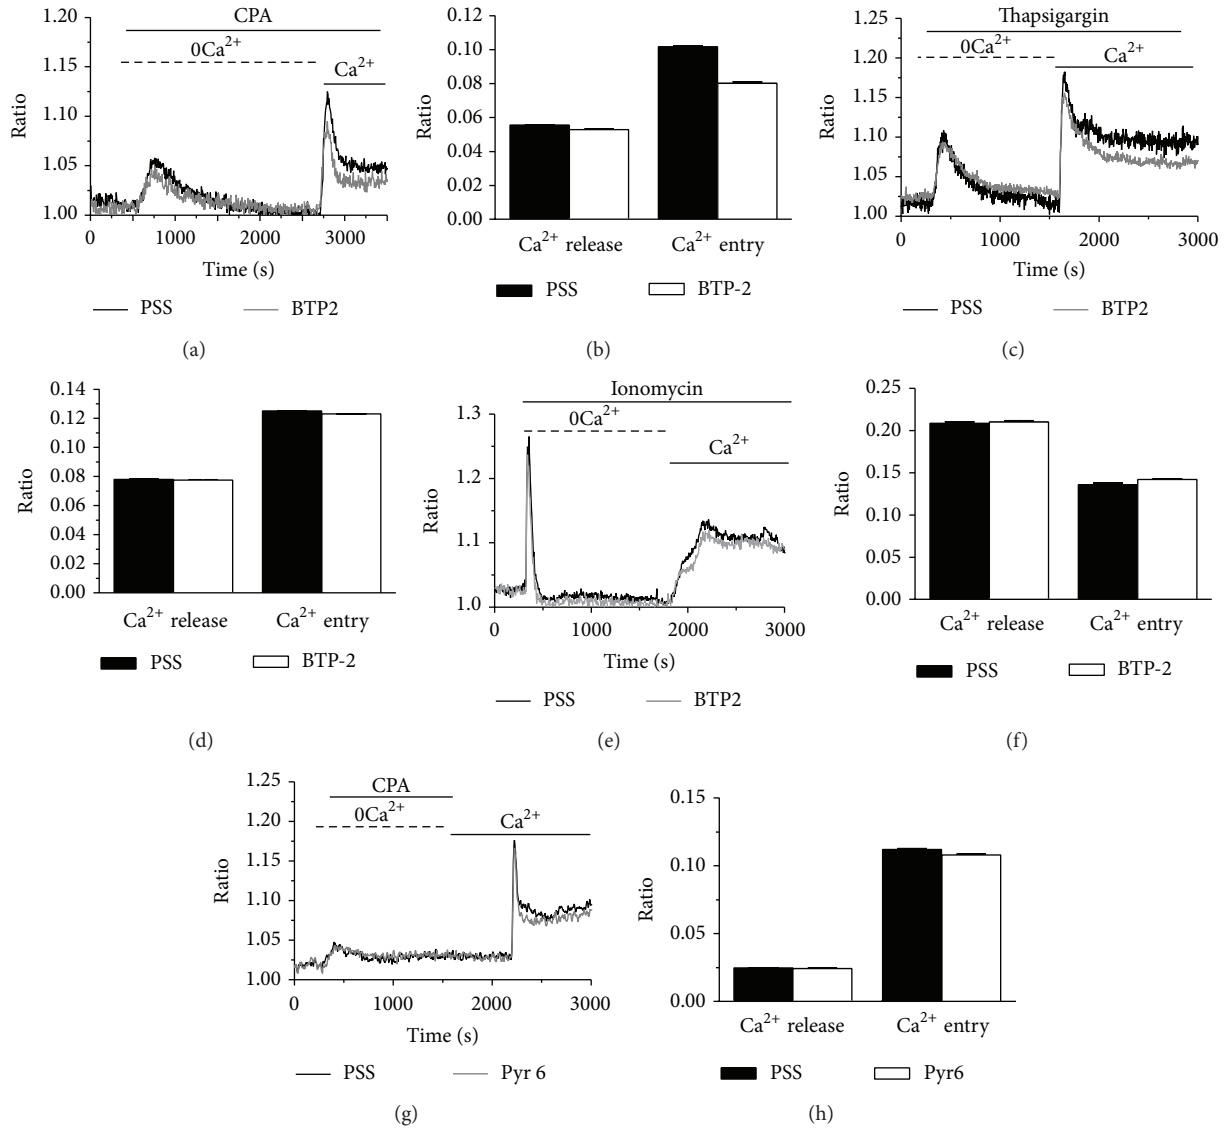 CPA
0Ca²⁺
Ca²⁺
1.20
1.15
1.10
1.05
1.00
Ratio
0 1000 2000 3000
Time (s)
PSS BTP2
(a)
0.12
0.10
0.08
0.06
0.04
0.02
0.00
Ratio
Ca²⁺ release Ca²⁺ entry
PSS BTP-2
(b)
Thapsigargin
0Ca²⁺
Ca²⁺
1.25
1.20
1.15
1.10
1.05
1.00
Ratio
0 1000 2000 3000
Time (s)
PSS BTP2
(c)
0.14
0.12
0.10
0.08
0.06
0.04
0.02
0.00
Ratio
Ca²⁺ release Ca²⁺ entry
PSS BTP-2
(d)
Ionomycin
0Ca²⁺
Ca²⁺
1.3
1.2
1.1
1.0
Ratio
0 1000 2000 3000
Time (s)
PSS BTP2
(e)
0.25
0.20
0.15
0.10
0.05
0.00
Ratio
Ca²⁺ release Ca²⁺ entry
PSS BTP-2
(f)
CPA
0Ca²⁺
Ca²⁺
1.25
1.20
1.15
1.10
1.05
1.00
Ratio
0 1000 2000 3000
Time (s)
PSS Pyr 6
(g)
0.15
0.10
0.05
0.00
Ratio
Ca²⁺ release Ca²⁺ entry
PSS Pyr6
(h)